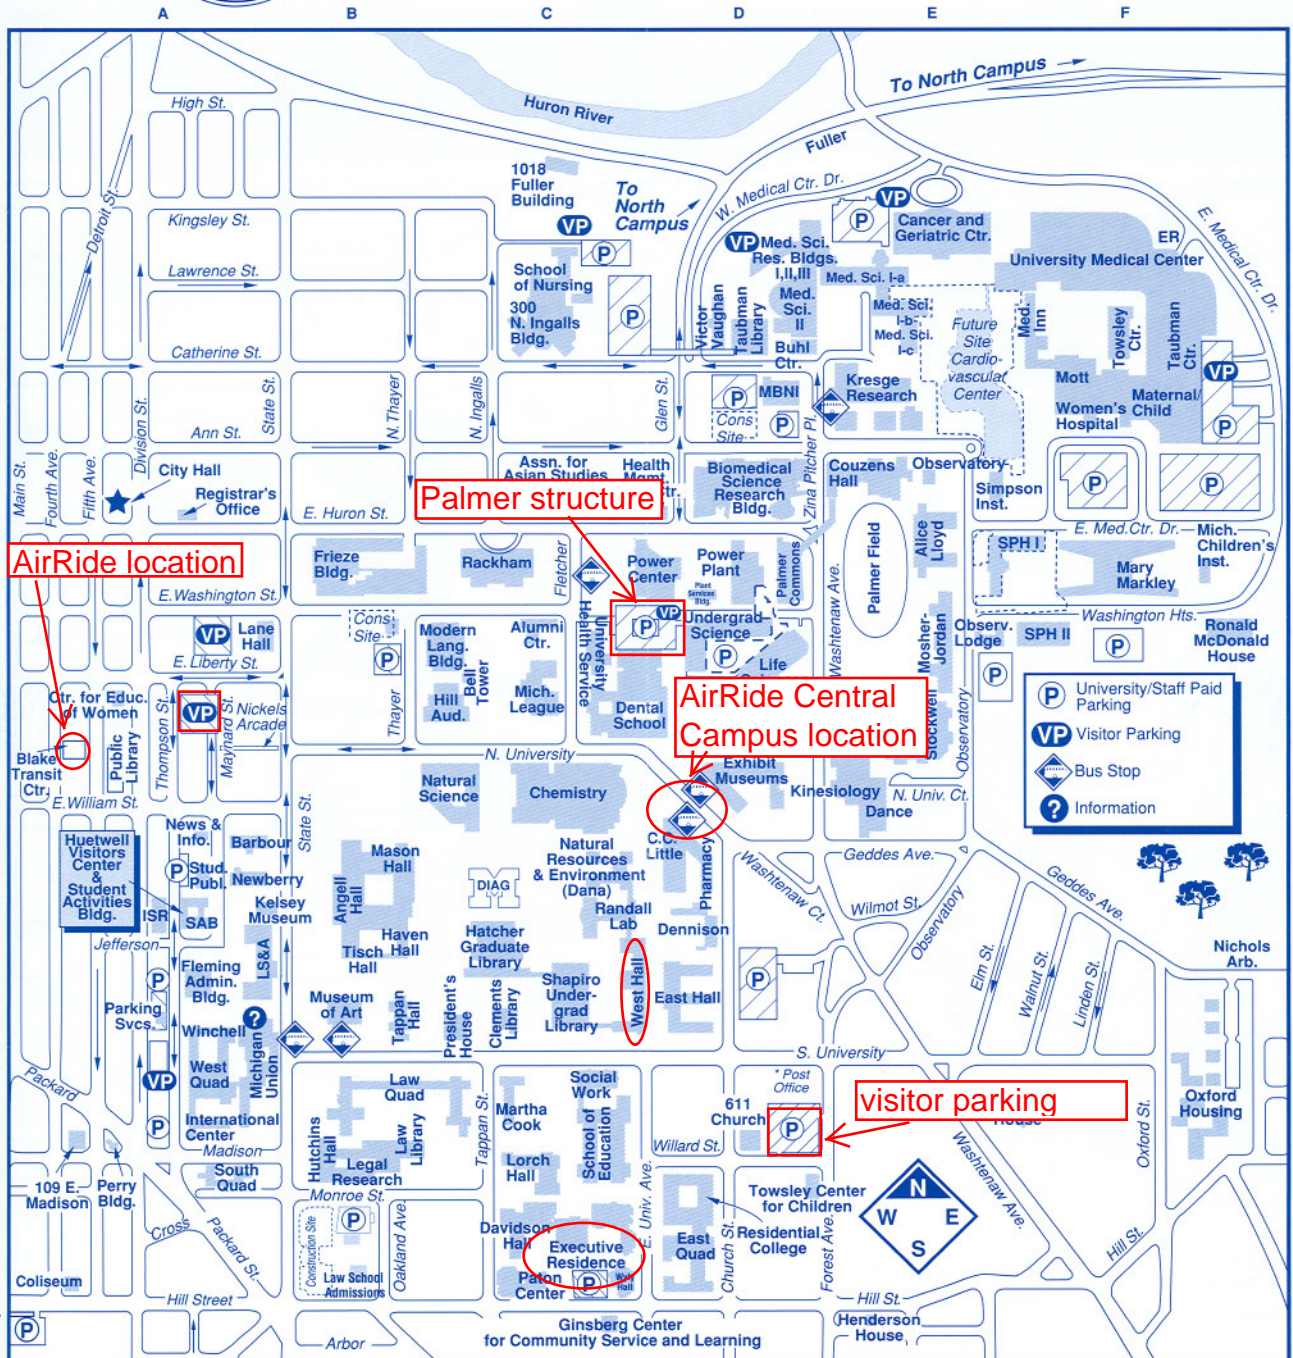 A
B
C
D
E
F
To North Campus
High St.
Huron River
Fuller
1018
Fuller
Building
To
North
Campus
W. Medical Ctr. Dr.
VP
Detroit St.
Kingsley St.
VP
P
Cancer and
Geriatric Ctr.
E. Medical Ctr. Dr.
ER
P
VP
Med. Sci.
Res. Bldgs.
I,II,III
University Medical Center
Lawrence St.
School
of Nursing
Med. Sci. I-a
300
N. Ingalls
Bldg.
P
Victor
Vaughan
Taubman
Library
Med.
Sci.
II
Med. Sci.
I-b
Med. Sci.
I-c
Future
Site
Cardio-
vascular
Center
Med.
Inn
Towsley
Ctr.
Taubman
Ctr.
Catherine St.
Buhl
Ctr.
VP
State St.
N. Thayer
N. Ingalls
Glen St.
P
MBNI
Kresge
Research
Mott
Maternal/
Child
Women's
Hospital
P
Division St.
Ann St.
Cons
Site
P
Zina Pitcher Pl.
Main St.
Fourth Ave.
Fifth Ave.
City Hall
Registrar's
Office
Assn. for
Asian Studies
Health
Mgmt.
Ctr.
Biomedical
Science
Research
Bldg.
Couzens
Hall
Observatory
Simpson
Inst.
P
P
Palmer structure
E. Huron St.
E. Med.Ctr. Dr.
Mich.
Children's
Inst.
AirRide location
Frieze
Bldg.
Rackham
Fletcher
Power
Center
Power
Plant
Plant
Services
Bldg.
Palmer
Commons
Palmer Field
Alice
Lloyd
SPH I
Mary
Markley
E.Washington St.
Washington Hts.
Washtenaw Ave.
VP
Lane
Hall
Cons
Site
P
Modern
Lang.
Bldg.
Alumni
Ctr.
University
Health Service
P
VP
Undergrad
Science
P
Life
Mosher-
Jordan
Observ.
Lodge
SPH II
P
Ronald
McDonald
House
E. Liberty St.
P
Ctr. for Educ.
of Women
Thompson St.
VP
Maynard St.
Nickels
Arcade
Thayer
Hill
Aud.
Bell
Tower
Mich.
League
Dental
School
AirRide Central
Campus location
Stockwell
Observatory
P University/Staff Paid
Parking
VP Visitor Parking
Bus Stop
? Information
Blake
Transit
Ctr.
Public
Library
N. University
Natural
Science
Chemistry
Exhibit
Museums
Kinesiology
Dance
N. Univ. Ct.
E.William St.
State St.
Huetwell
Visitors
Center
&
Student
Activities
Bldg.
News &
Info.
P
Stud.
Publ.
Barbour
Newberry
Mason
Hall
Angell
Hall
M
DIAG
Natural
Resources
& Environment
(Dana)
C.C.
Little
Pharmacy
Washtenaw Ct.
Geddes Ave.
Geddes Ave.
ISR
SAB
Kelsey
Museum
Haven
Hall
Tisch
Hall
Randall
Lab
Dennison
Wilmot St.
Observatory
Jefferson
P
Fleming
Admin.
Bldg.
LS&A
Hatcher
Graduate
Library
Shapiro
Under-
grad
Library
West Hall
East Hall
P
Elm St.
Walnut St.
Linden St.
Nichols
Arb.
Parking
Svcs.
Winchell
?
Museum
of Art
Tappan
Hall
President's
House
Clements
Library
West
Quad
Michigan
Union
S. University
Packard
VP
Law
Quad
Social
Work
* Post
Office
visitor parking
House
P
International
Center
Madison
Hutchins
Hall
Law
Library
Legal
Research
Tappan St.
Martha
Cook
School of
Education
611
Church
P
Willard St.
Oxford
Housing
Oxford St.
Washtenaw Ave.
109 E.
Madison
Perry
Bldg.
South
Quad
Monroe St.
Lorch
Hall
E. Univ. Ave.
Towsley Center
for Children
N
W
E
S
Cross
Packard St.
Construction Site
P
Oakland Ave.
Davidson
Hall
Executive
Residence
East
Quad
Church St.
Residential
College
Forest Ave.
Hill St.
Coliseum
Law School
Admissions
Paton
Center
P
Hill Street
Hill St.
P
Arbor
Ginsberg Center
for Community Service and Learning
Henderson
House